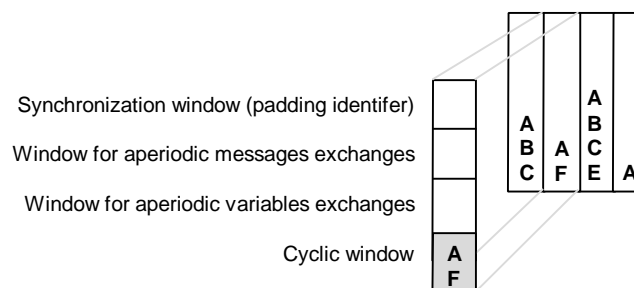 Synchronization window (padding identifer)
Window for aperiodic messages exchanges
Window for aperiodic variables exchanges
Cyclic window
A
F
A
B
C
A
F
A
B
C
E
A